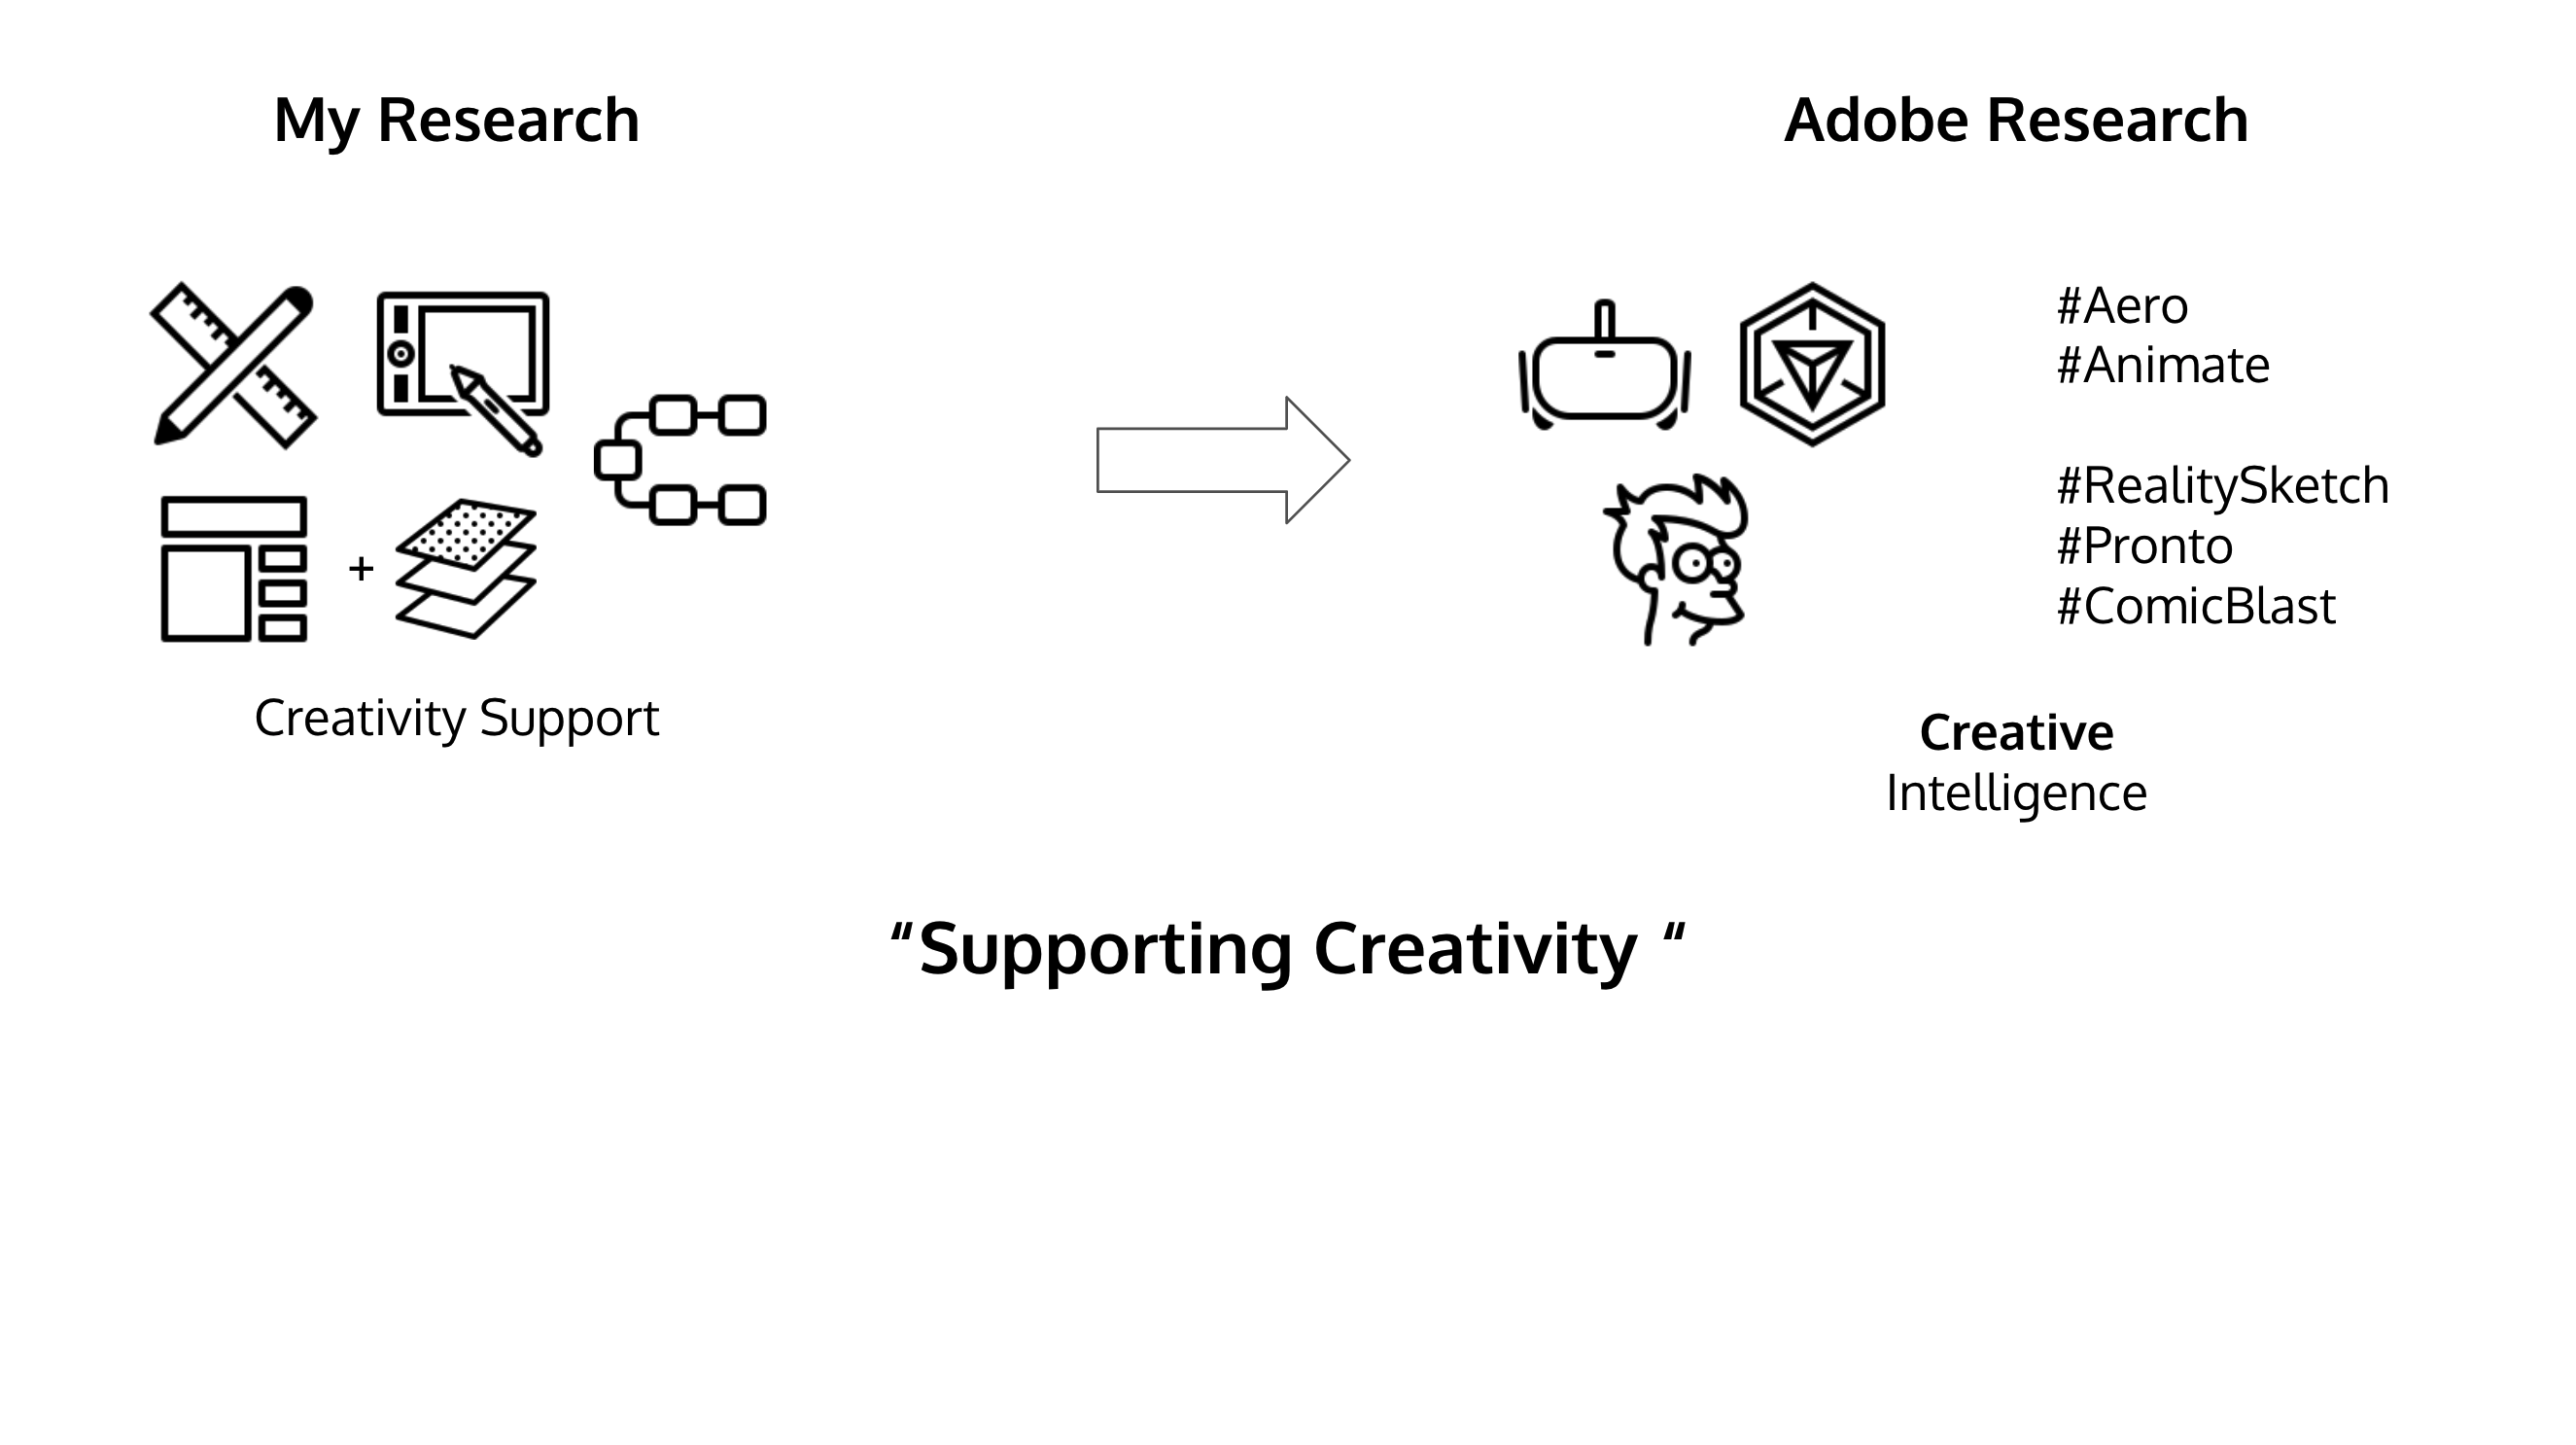 My Research
Adobe Research
#Aero
#Animate
#RealitySketch
#Pronto
#ComicBlast
+
Creativity Support
Creative
Intelligence
“Supporting Creativity “